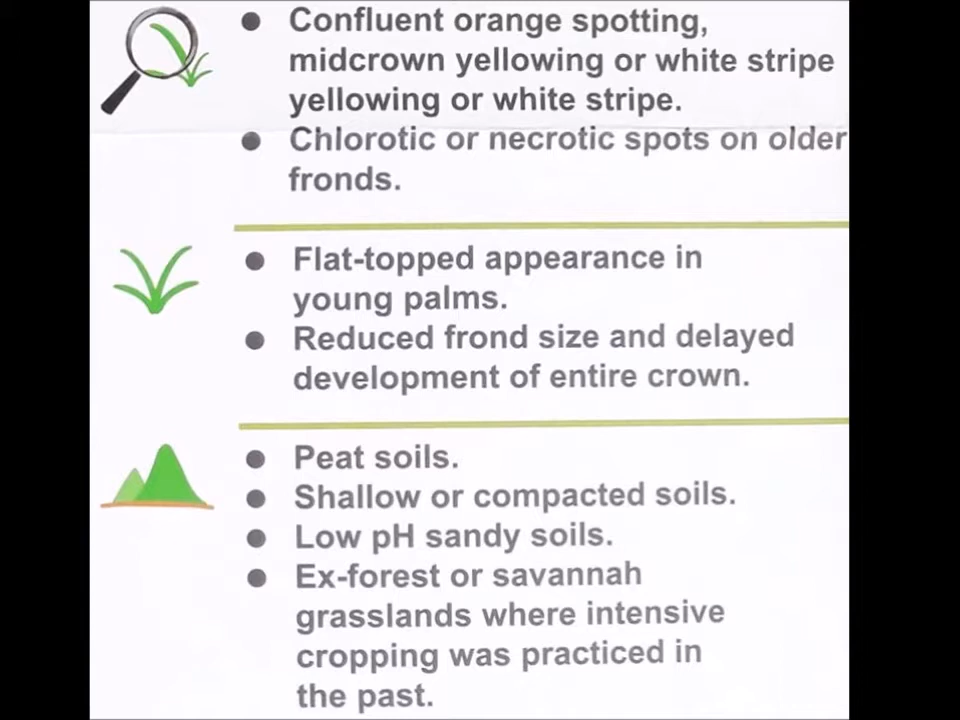 ● Confluent orange spotting,
midcrown yellowing or white stripe
yellowing or white stripe.
● Chlorotic or necrotic spots on older
fronds.
● Flat-topped appearance in
young palms.
● Reduced frond size and delayed
development of entire crown.
● Peat soils.
● Shallow or compacted soils.
● Low pH sandy soils.
● Ex-forest or savannah
grasslands where intensive
cropping was practiced in
the past.